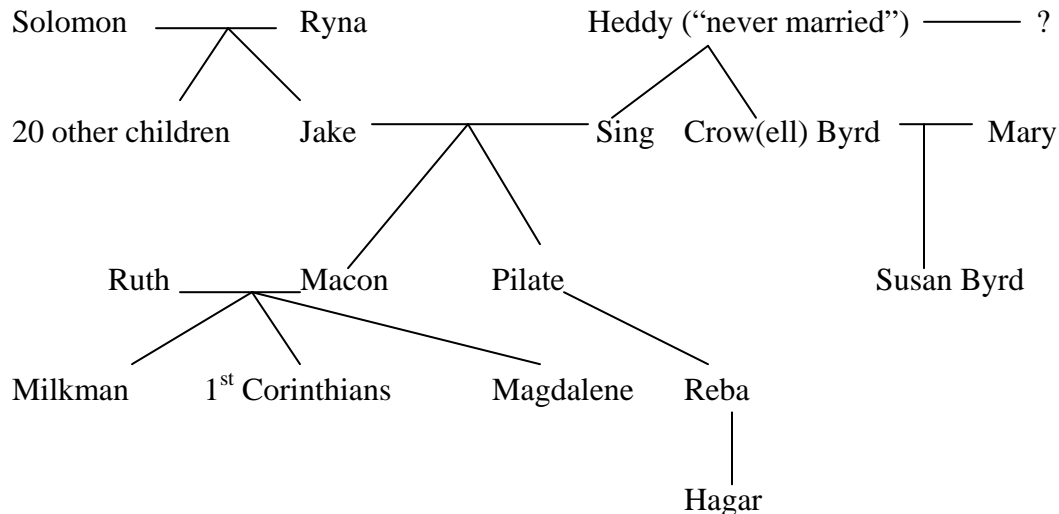 Solomon Ryna Heddy (“never married”) ?
20 other children Jake Sing Crow(ell) Byrd Mary
Ruth Macon Pilate Susan Byrd
Milkman 1st Corinthians Magdalene Reba
Hagar